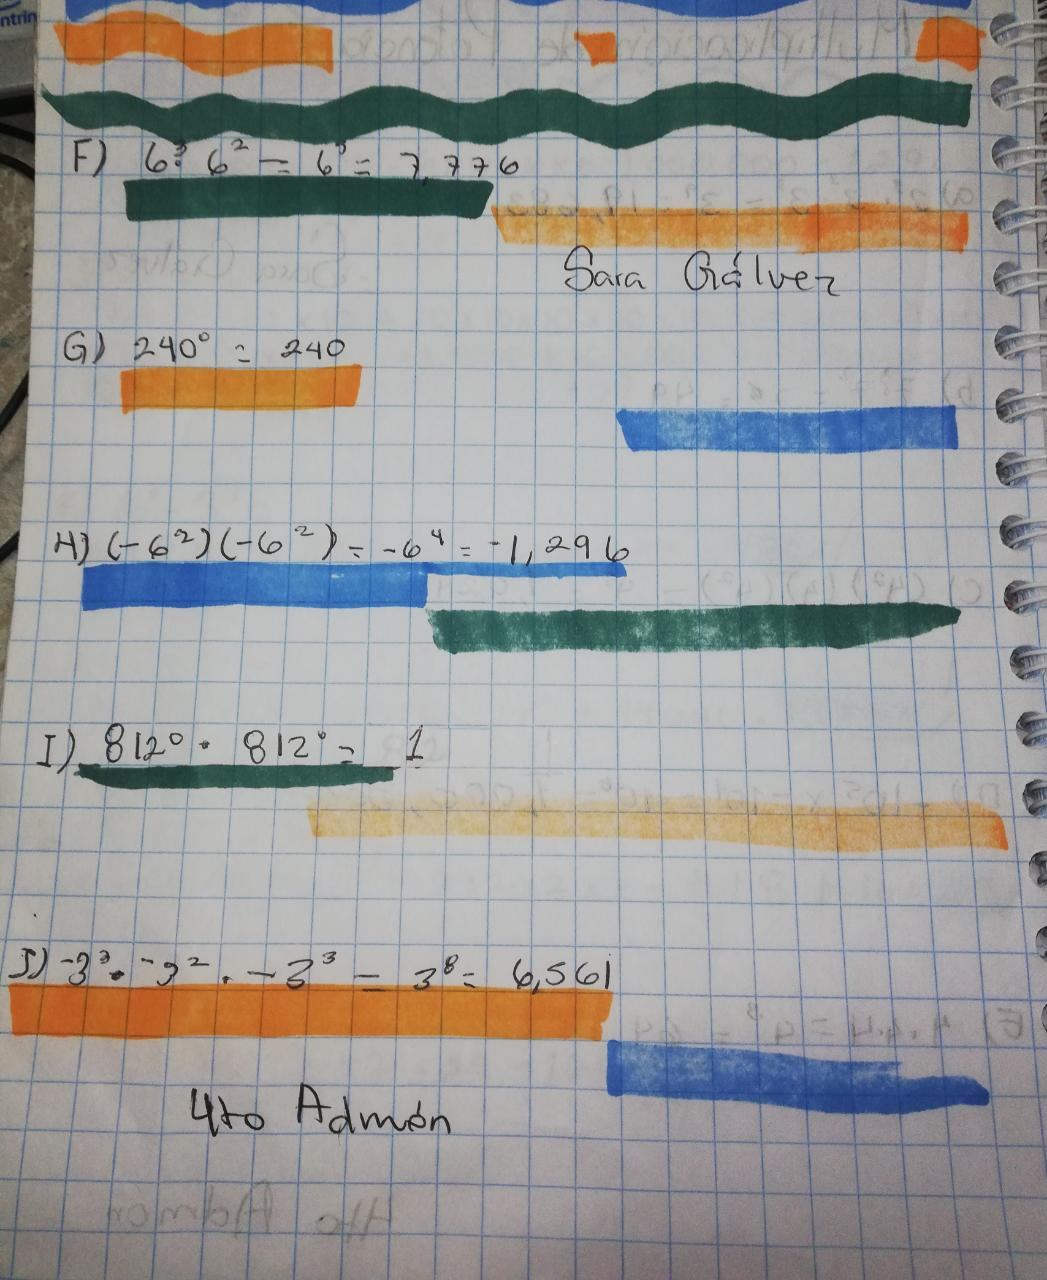 F) 6³ · 6² = 6⁵ = 7,776
Sara Gálvez
G) 240⁰ = 240
H) (-6²)(-6²) = -6⁴ = -1,296
I) 812⁰ · 812⁰ = 1
J) -3³ · -3² · -3³ = 3⁸ = 6,561
4to Admón